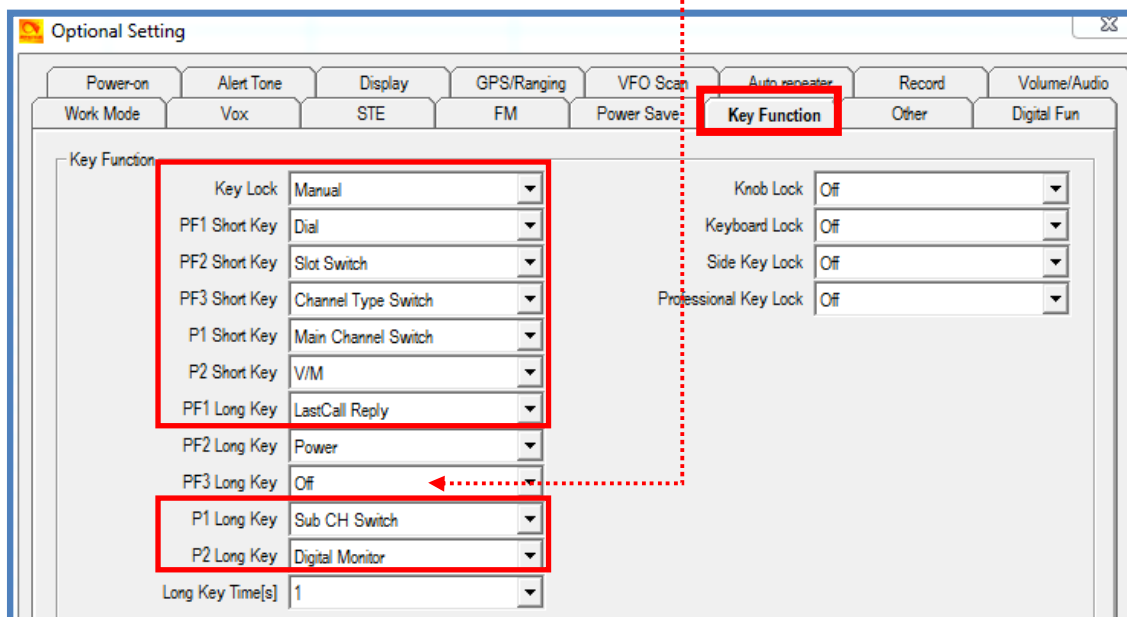 Optional Setting
Power-on Alert Tone Display GPS/Ranging VFO Scan Auto repeater Record Volume/Audio
Work Mode Vox STE FM Power Save Key Function Other Digital Fun
Key Function
Key Lock Manual Knob Lock Off
PF1 Short Key Dial Keyboard Lock Off
PF2 Short Key Slot Switch Side Key Lock Off
PF3 Short Key Channel Type Switch Professional Key Lock Off
P1 Short Key Main Channel Switch
P2 Short Key V/M
PF1 Long Key LastCall Reply
PF2 Long Key Power
PF3 Long Key Off
P1 Long Key Sub CH Switch
P2 Long Key Digital Monitor
Long Key Time[s] 1